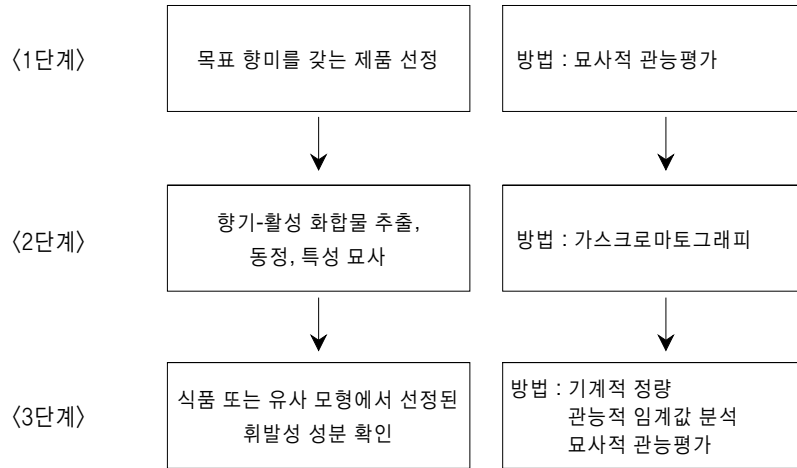 〈1단계〉
목표 향미를 갖는 제품 선정
방법 : 묘사적 관능평가
〈2단계〉
향기-활성 화합물 추출,
동정, 특성 묘사
방법 : 가스크로마토그래피
〈3단계〉
식품 또는 유사 모형에서 선정된
휘발성 성분 확인
방법 : 기계적 정량
관능적 임계값 분석
묘사적 관능평가